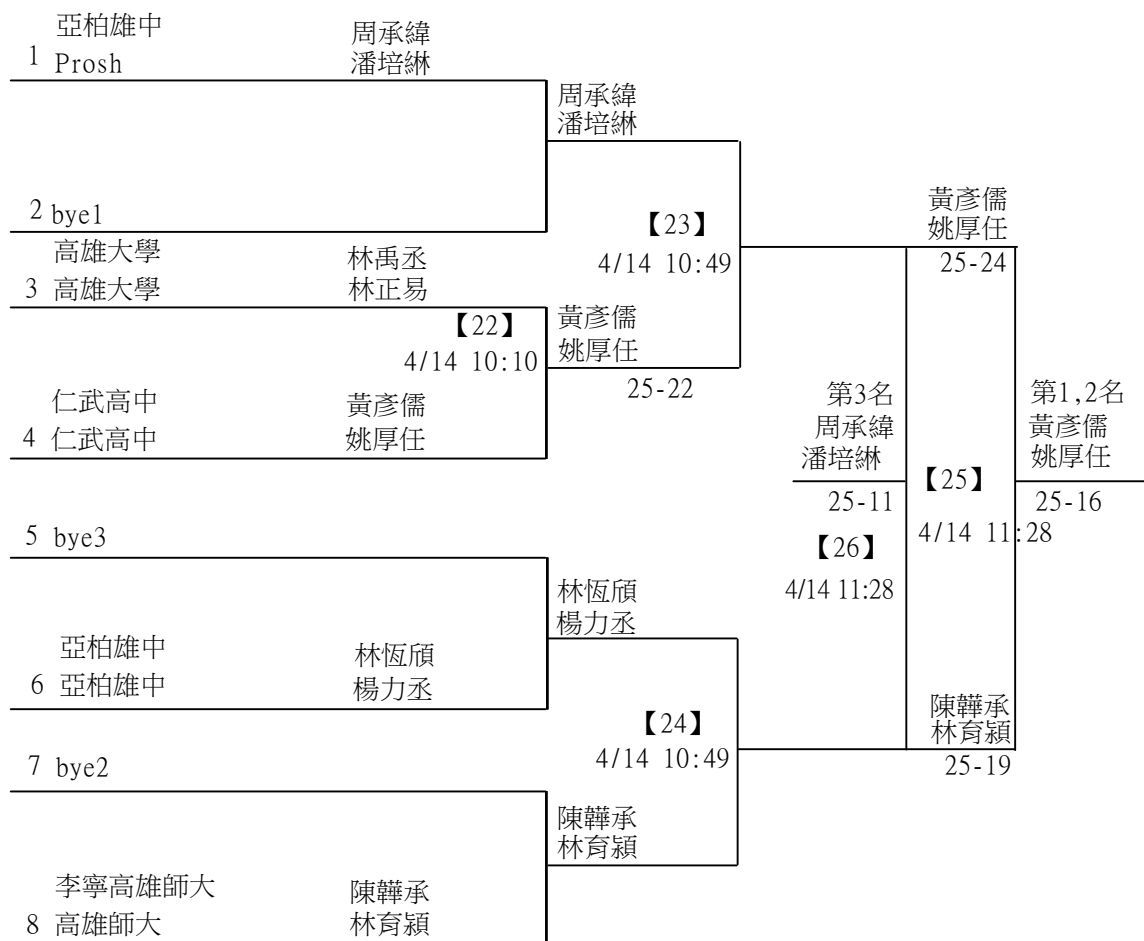 亞柏雄中 周承緯
1 Prosh 潘培綝
周承緯
潘培綝
2 bye1
【23】
4/14 10:49
黃彥儒
姚厚任
25-24
高雄大學 林禹丞
3 高雄大學 林正易
【22】
4/14 10:10
黃彥儒
姚厚任
25-22
仁武高中 黃彥儒
4 仁武高中 姚厚任
第3名
周承緯
潘培綝
25-11
【26】
4/14 11:28
【25】
4/14 11:28
第1,2名
黃彥儒
姚厚任
25-16
5 bye3
林恆頎
楊力丞
亞柏雄中 林恆頎
6 亞柏雄中 楊力丞
【24】
4/14 10:49
陳韡承
林育潁
25-19
7 bye2
陳韡承
林育潁
李寧高雄師大 陳韡承
8 高雄師大 林育潁